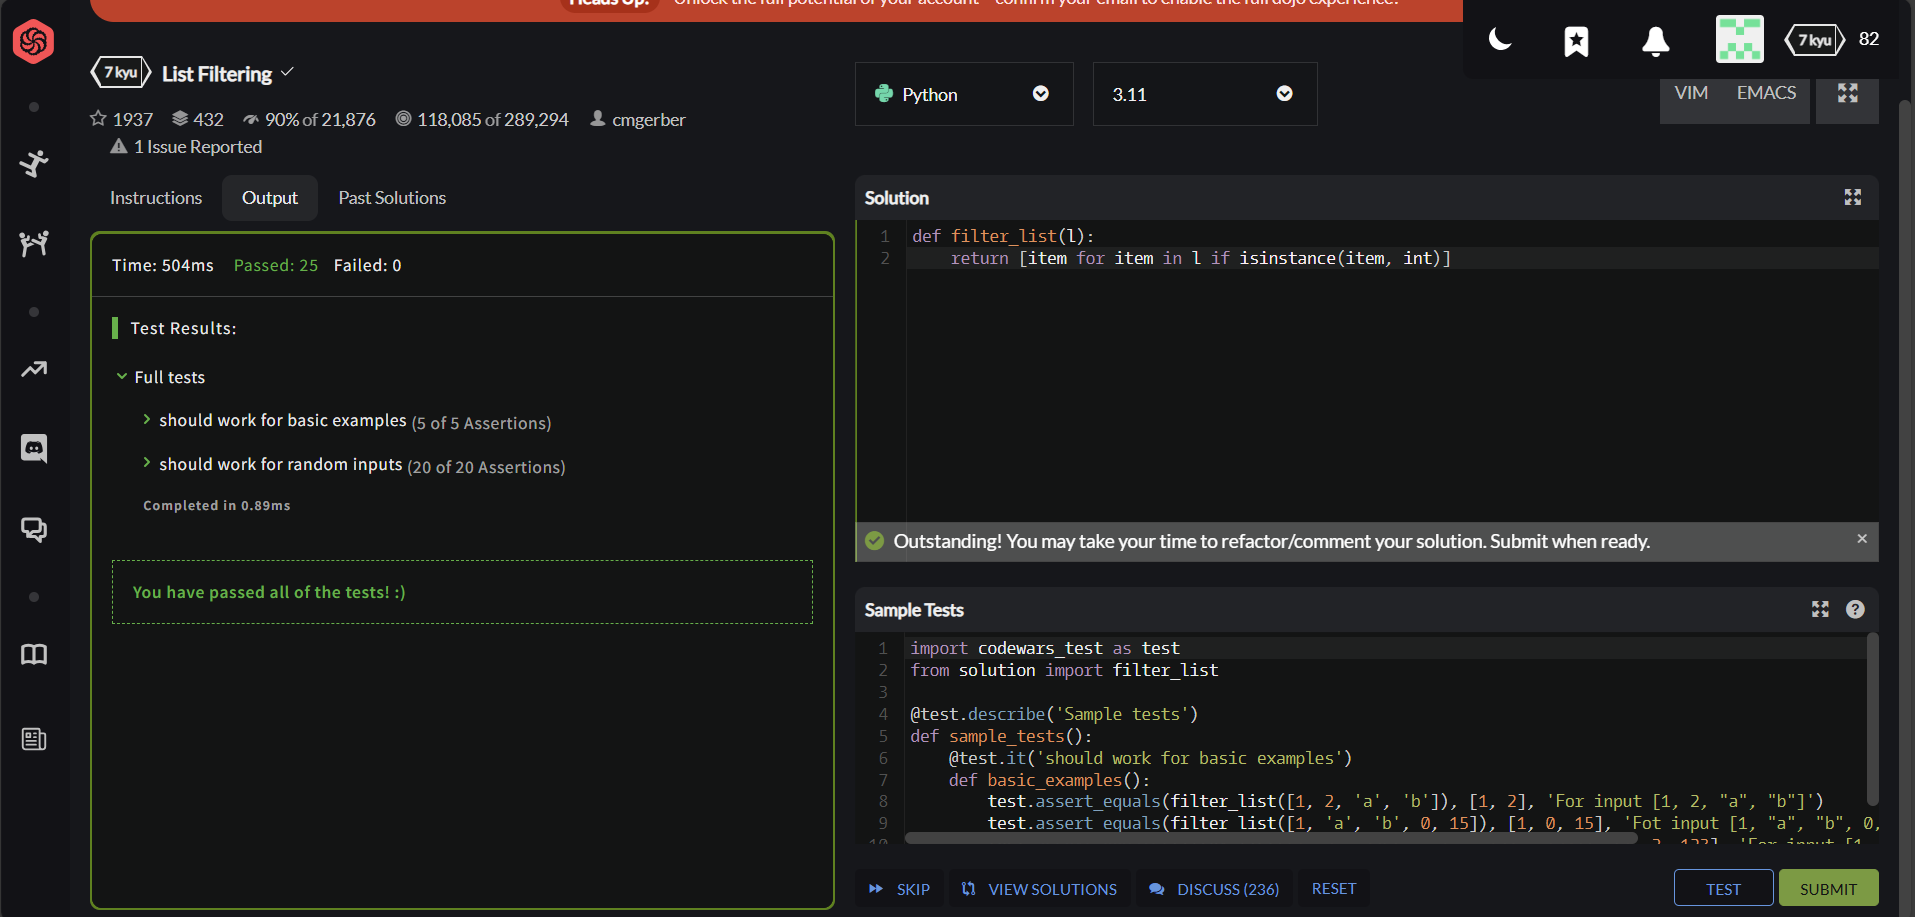 Heads Up! Unlock the full potential of your account - confirm your email to enable the full dojo experience!
7 kyu 82
7 kyu List Filtering
1937 432 90% of 21,876 118,085 of 289,294 cmgerber
1 Issue Reported
Python 3.11 VIM EMACS
Instructions Output Past Solutions
Time: 504ms Passed: 25 Failed: 0
Test Results:
Full tests
should work for basic examples (5 of 5 Assertions)
should work for random inputs (20 of 20 Assertions)
Completed in 0.89ms
You have passed all of the tests! :)
Solution
1 def filter_list(l):
2     return [item for item in l if isinstance(item, int)]
Outstanding! You may take your time to refactor/comment your solution. Submit when ready.
Sample Tests
1 import codewars_test as test
2 from solution import filter_list
3
4 @test.describe('Sample tests')
5 def sample_tests():
6     @test.it('should work for basic examples')
7     def basic_examples():
8         test.assert_equals(filter_list([1, 2, 'a', 'b']), [1, 2], 'For input [1, 2, "a", "b"]')
9         test.assert_equals(filter_list([1, 'a', 'b', 0, 15]), [1, 0, 15], 'Fot input [1, "a", "b", 0,
10 2, 123], 'For input [1,
SKIP VIEW SOLUTIONS DISCUSS (236) RESET TEST SUBMIT